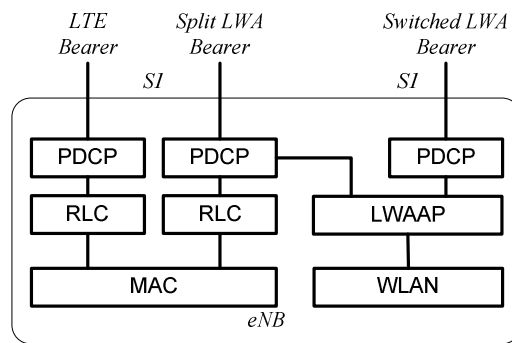 LTE Bearer
Split LWA Bearer
Switched LWA Bearer
S1
S1
PDCP
PDCP
PDCP
RLC
RLC
LWAAP
MAC
WLAN
eNB